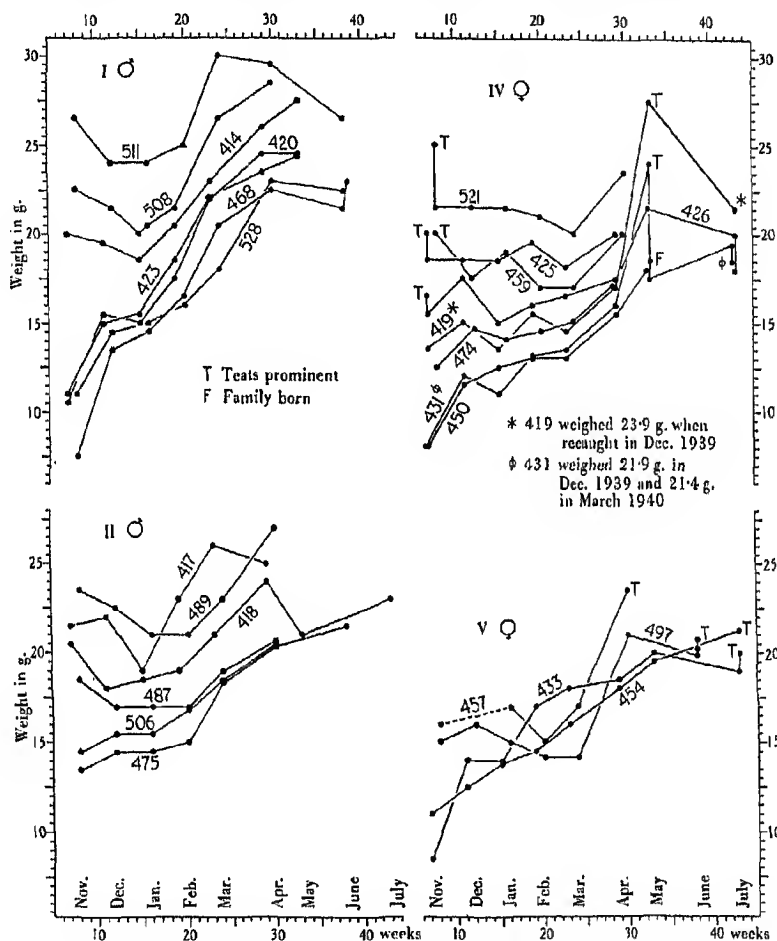 10 20 30 40
10 20 30 40
30
25
20
15
10
Weight in g.
I ♂
511
508
414
420
468
423
528
T Teats prominent
F Family born
IV ♀
T
T
521
T
T
T
T
425
459
426
*
F
ϕ
419*
474
431ϕ
450
* 419 weighed 23·9 g. when
recaught in Dec. 1939
ϕ 431 weighed 21·9 g. in
Dec. 1939 and 21·4 g.
in March 1940
30
25
20
15
10
II ♂
25
20
15
10
Weight in g.
417
489
418
487
506
475
Nov. Dec. Jan. Feb. Mar. Apr. May June July
10 20 30 40 weeks
V ♀
T
497
T
T
T
433
457
454
25
20
15
10
Nov. Dec. Jan. Feb. Mar. Apr. May June July
10 20 30 40 weeks